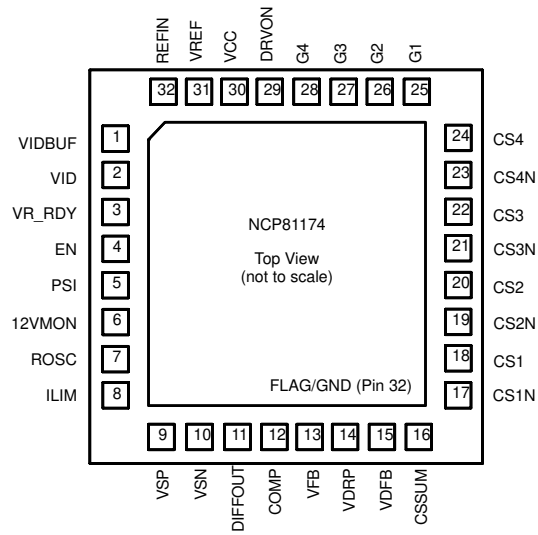 REFIN
VREF
VCC
DRVON
G4
G3
G2
G1
32
31
30
29
28
27
26
25
VIDBUF 1
VID 2
VR_RDY 3
EN 4
PSI 5
12VMON 6
ROSC 7
ILIM 8
NCP81174
Top View
(not to scale)
FLAG/GND (Pin 32)
24 CS4
23 CS4N
22 CS3
21 CS3N
20 CS2
19 CS2N
18 CS1
17 CS1N
9
10
11
12
13
14
15
16
VSP
VSN
DIFFOUT
COMP
VFB
VDRP
VDFB
CSSUM